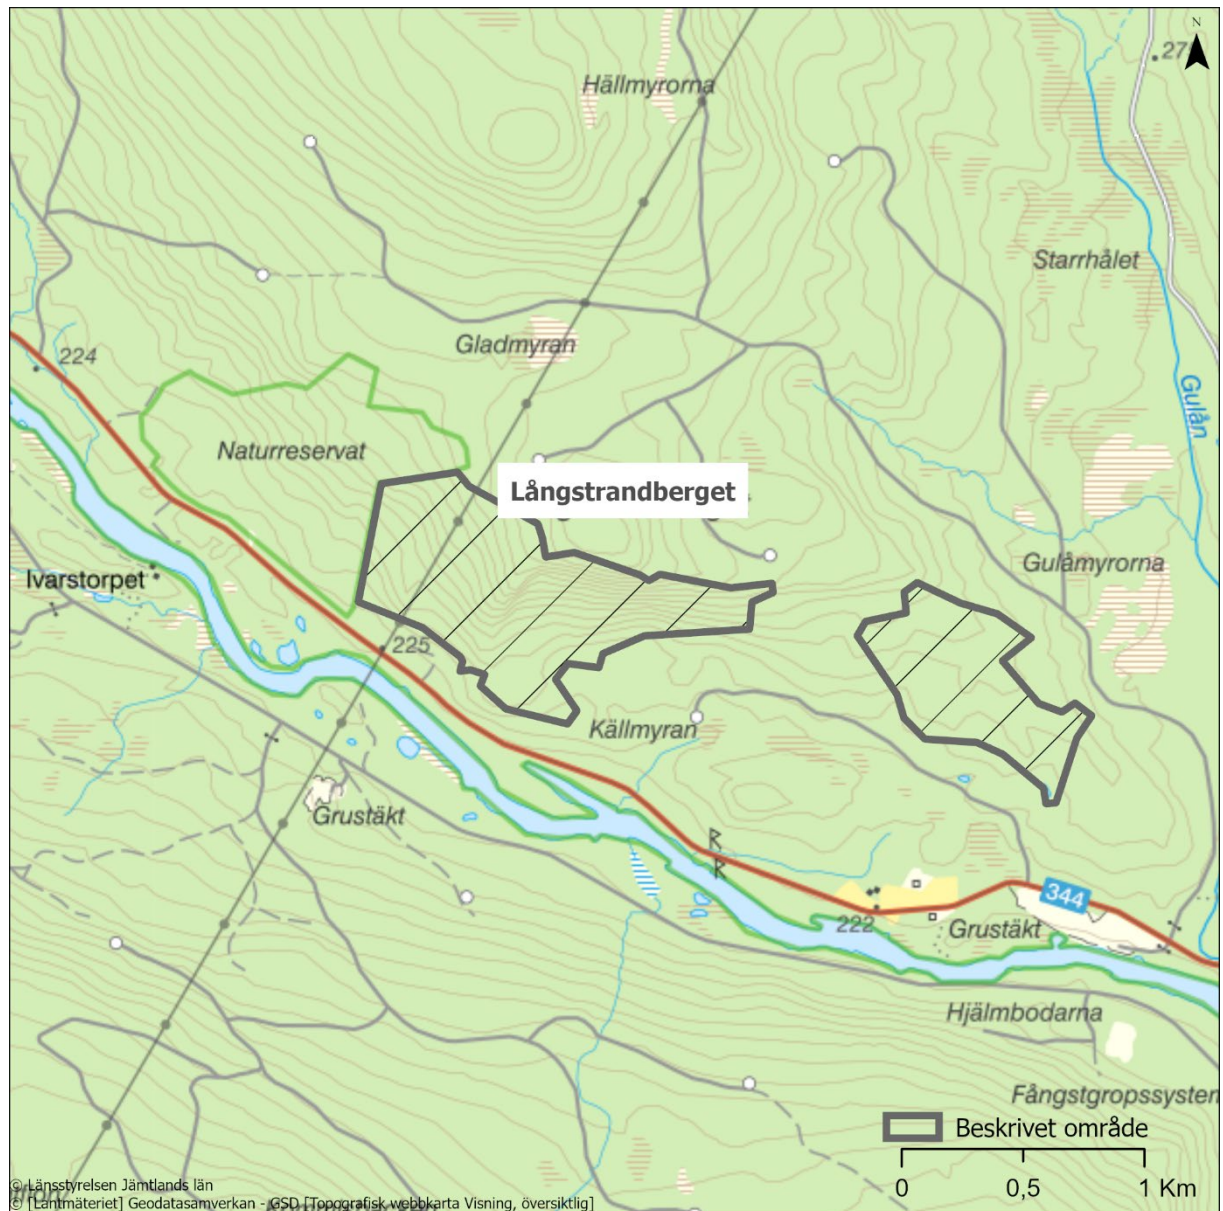 N
Hällmyrorna
Starrhålet
224
Gladmyran
Gulån
Naturreservat
Långstrandberget
Gulåmyrorna
Ivarstorpet
225
Källmyran
Grustäkt
R
R
344
222
Grustäkt
Hjälmbodarna
Fångstgropssystem
Beskrivet område
0 0,5 1 Km
© Länsstyrelsen Jämtlands län
© [Lantmäteriet] Geodatasamverkan - GSD [Topografisk webbkarta Visning, översiktlig]